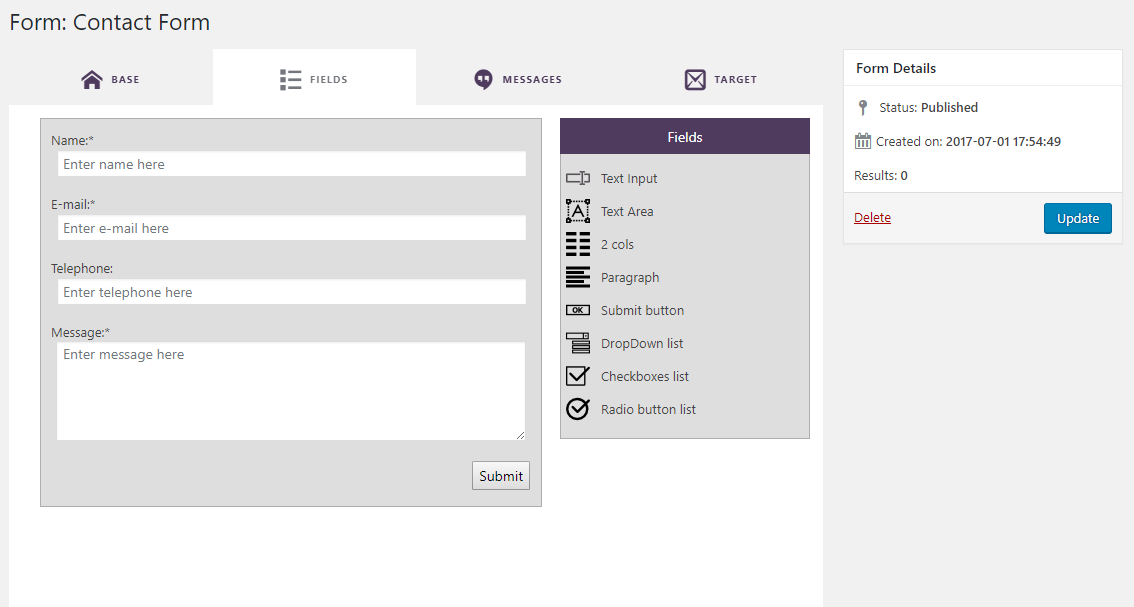 Form: Contact Form
BASE
FIELDS
MESSAGES
TARGET
Name:*
Enter name here
E-mail:*
Enter e-mail here
Telephone:
Enter telephone here
Message:*
Enter message here
Submit
Fields
Text Input
A Text Area
2 cols
Paragraph
OK Submit button
DropDown list
Checkboxes list
Radio button list
Form Details
Status: Published
Created on: 2017-07-01 17:54:49
Results: 0
Delete
Update